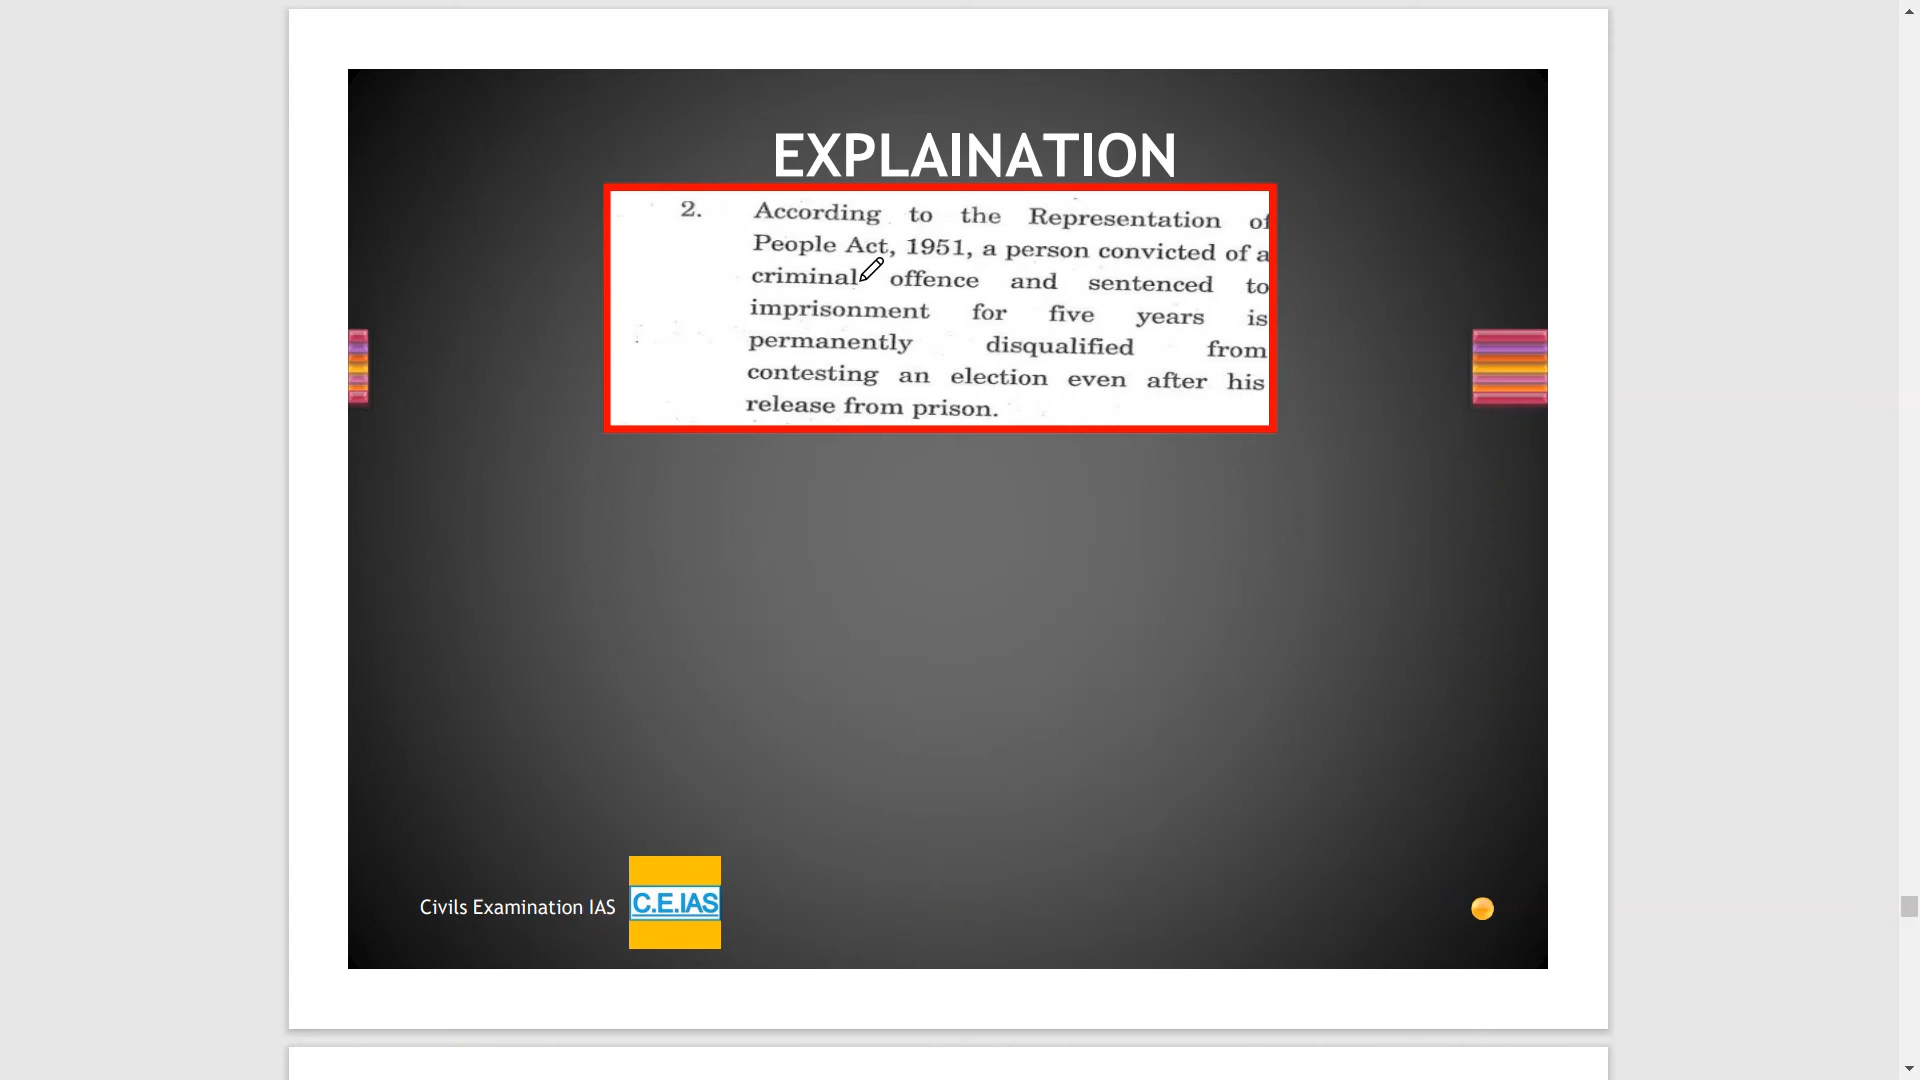 EXPLAINATION
2. According to the Representation of
People Act, 1951, a person convicted of a
criminal offence and sentenced to
imprisonment for five years is
permanently disqualified from
contesting an election even after his
release from prison.
Civils Examination IAS
C.E.IAS